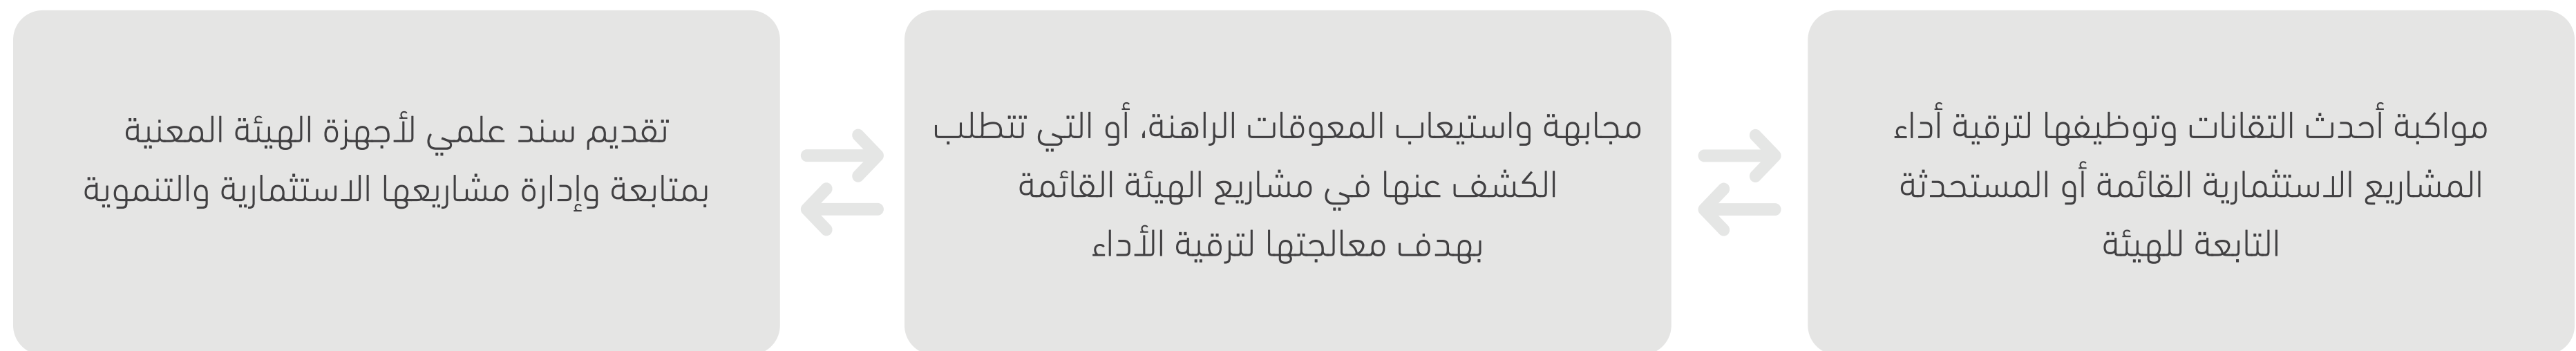 مواكبة أحدث التقانات وتوظيفها لترقية أداء
المشاريع الاستثمارية القائمة أو المستحدثة
التابعة للهيئة
مجابهة واستيعاب المعوقات الراهنة، أو التي تتطلب
الكشف عنها في مشاريع الهيئة القائمة
بهدف معالجتها لترقية الأداء
تقديم سند علمي لأجهزة الهيئة المعنية
بمتابعة وإدارة مشاريعها الاستثمارية والتنموية